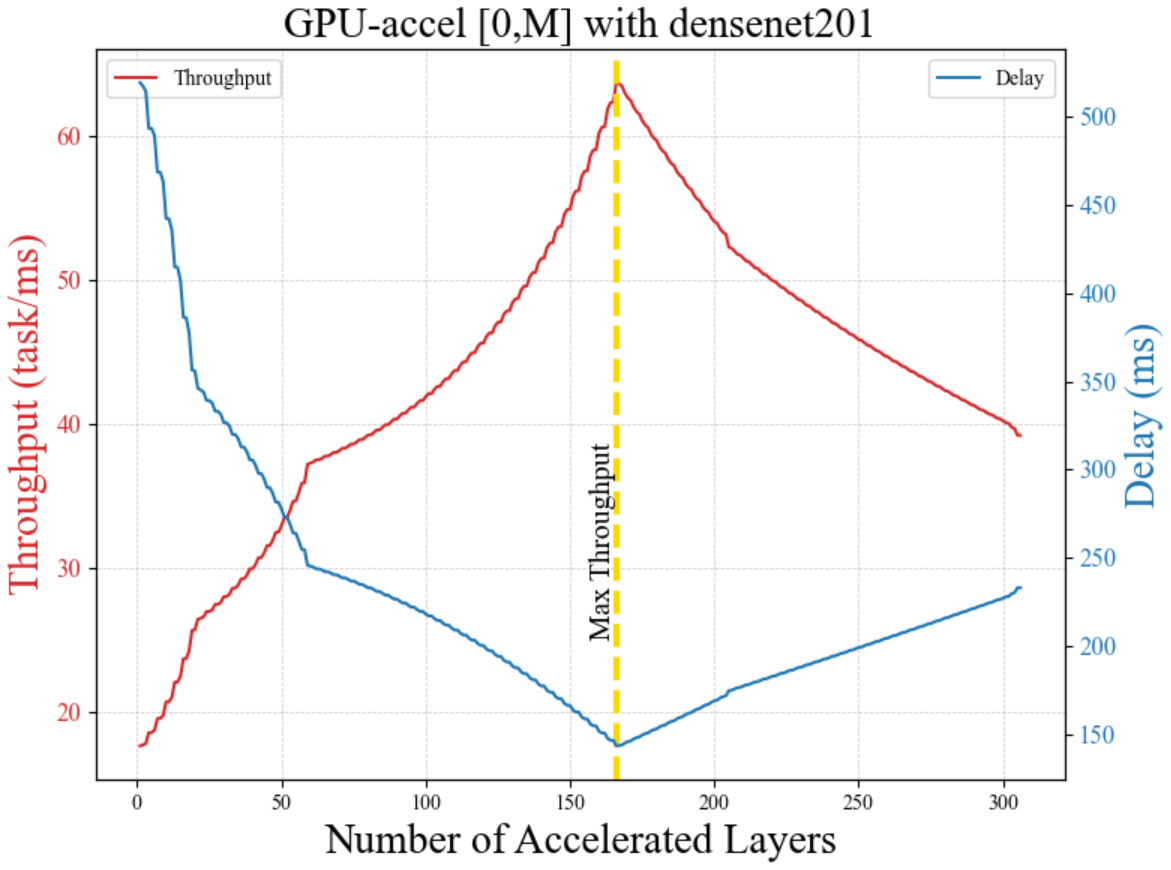 GPU-accel [0,M] with densenet201
Throughput
Delay
Throughput (task/ms)
60
50
40
30
20
Max Throughput
500
450
400
350
300
250
200
150
Delay (ms)
0 50 100 150 200 250 300
Number of Accelerated Layers